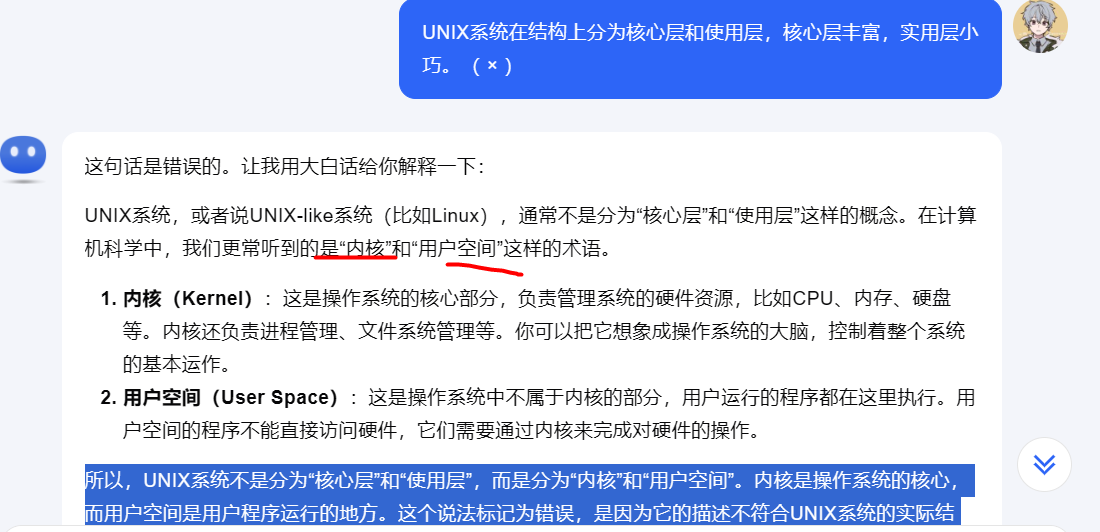 UNIX系统在结构上分为核心层和使用层，核心层丰富，实用层小
巧。（ × ）
这句话是错误的。让我用大白话给你解释一下：
UNIX系统，或者说UNIX-like系统（比如Linux），通常不是分为“核心层”和“使用层”这样的概念。在计算
机科学中，我们更常听到的是“内核”和“用户空间”这样的术语。
1. 内核（Kernel）：这是操作系统的核心部分，负责管理系统的硬件资源，比如CPU、内存、硬盘
等。内核还负责进程管理、文件系统管理等。你可以把它想象成操作系统的大脑，控制着整个系统
的基本运作。
2. 用户空间（User Space）：这是操作系统中不属于内核的部分，用户运行的程序都在这里执行。用
户空间的程序不能直接访问硬件，它们需要通过内核来完成对硬件的操作。
所以，UNIX系统不是分为“核心层”和“使用层”，而是分为“内核”和“用户空间”。内核是操作系统的核心，
而用户空间是用户程序运行的地方。这个说法标记为错误，是因为它的描述不符合UNIX系统的实际结